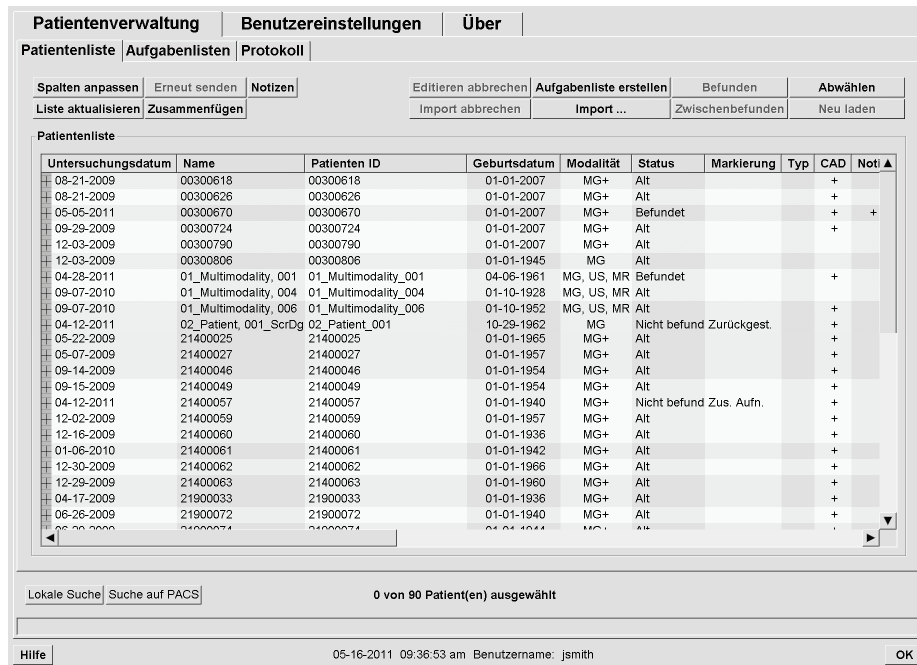 Patientenverwaltung Benutzereinstellungen Über
Patientenliste Aufgabenlisten Protokoll
Spalten anpassen Erneut senden Notizen Editieren abbrechen Aufgabenliste erstellen Befunden Abwählen
Liste aktualisieren Zusammenfügen Import abbrechen Import ... Zwischenbefunden Neu laden
Patientenliste
Untersuchungsdatum Name Patienten ID Geburtsdatum Modalität Status Markierung Typ CAD Noti
08-21-2009 00300618 00300618 01-01-2007 MG+ Alt +
08-21-2009 00300626 00300626 01-01-2007 MG+ Alt +
05-05-2011 00300670 00300670 01-01-2007 MG+ Befundet + +
09-29-2009 00300724 00300724 01-01-2007 MG+ Alt +
12-03-2009 00300790 00300790 01-01-2007 MG+ Alt
12-03-2009 00300806 00300806 01-01-1945 MG Alt
04-28-2011 01_Multimodality, 001 01_Multimodality_001 04-06-1961 MG, US, MR Befundet +
09-07-2010 01_Multimodality, 004 01_Multimodality_004 01-10-1928 MG, US, MR Alt
09-07-2010 01_Multimodality, 006 01_Multimodality_006 01-10-1952 MG, US, MR Alt +
04-12-2011 02_Patient, 001_ScrDg 02_Patient_001 10-29-1962 MG Nicht befund Zurückgest. +
05-22-2009 21400025 21400025 01-01-1965 MG+ Alt +
05-07-2009 21400027 21400027 01-01-1957 MG+ Alt +
09-14-2009 21400046 21400046 01-01-1954 MG+ Alt +
09-15-2009 21400049 21400049 01-01-1954 MG+ Alt +
04-12-2011 21400057 21400057 01-01-1940 MG+ Nicht befund Zus. Aufn. +
12-02-2009 21400059 21400059 01-01-1957 MG+ Alt +
12-16-2009 21400060 21400060 01-01-1936 MG+ Alt +
01-06-2010 21400061 21400061 01-01-1942 MG+ Alt +
12-30-2009 21400062 21400062 01-01-1966 MG+ Alt +
12-29-2009 21400063 21400063 01-01-1960 MG+ Alt +
04-17-2009 21900033 21900033 01-01-1936 MG+ Alt +
06-26-2009 21900072 21900072 01-01-1940 MG+ Alt +
Lokale Suche Suche auf PACS 0 von 90 Patient(en) ausgewählt
Hilfe 05-16-2011 09:36:53 am Benutzername: jsmith OK